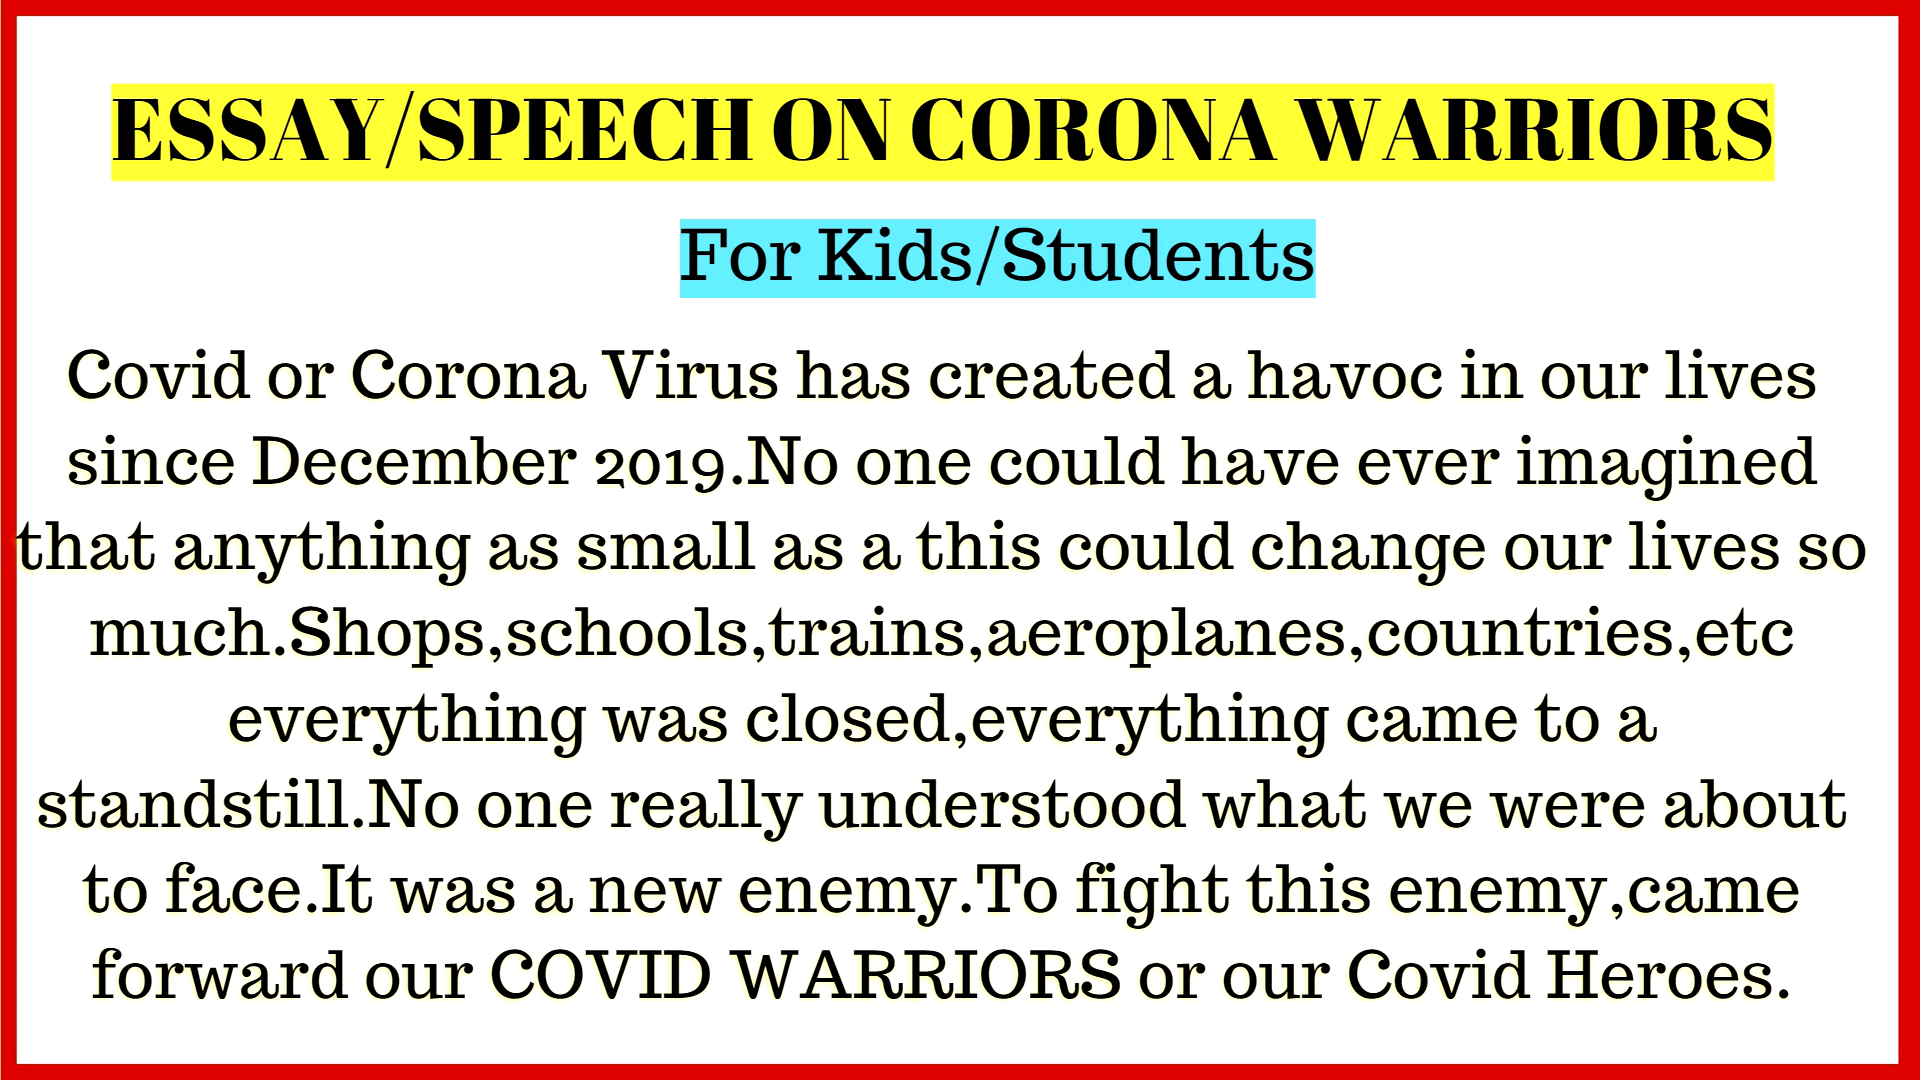 ESSAY/SPEECH ON CORONA WARRIORS
For Kids/Students
Covid or Corona Virus has created a havoc in our lives
since December 2019.No one could have ever imagined
that anything as small as a this could change our lives so
much.Shops,schools,trains,aeroplanes,countries,etc
everything was closed,everything came to a
standstill.No one really understood what we were about
to face.It was a new enemy.To fight this enemy,came
forward our COVID WARRIORS or our Covid Heroes.